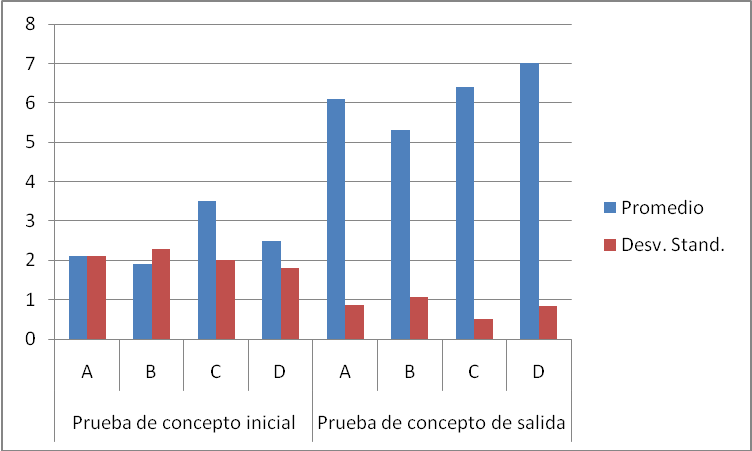 8
7
6
5
4
3
2
1
0
A B C D A B C D
Prueba de concepto inicial Prueba de concepto de salida
Promedio
Desv. Stand.